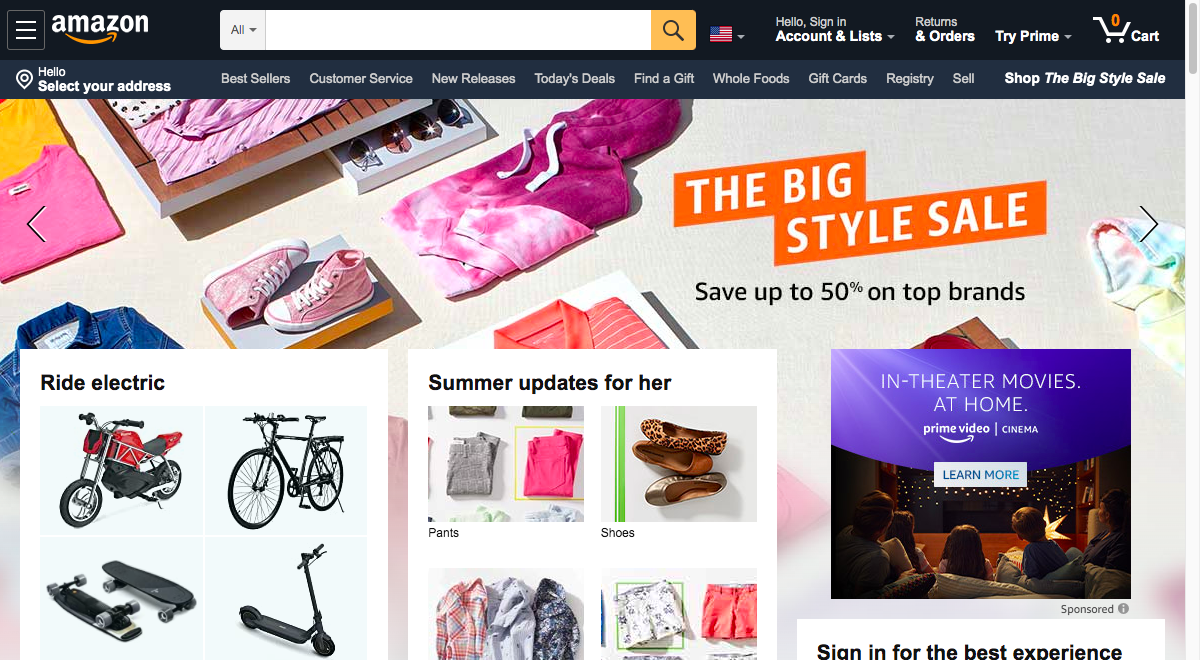 amazon
All
Hello, Sign in
Account & Lists
Returns
& Orders
Try Prime
0
Cart
Hello
Select your address
Best Sellers
Customer Service
New Releases
Today's Deals
Find a Gift
Whole Foods
Gift Cards
Registry
Sell
Shop The Big Style Sale
THE BIG
STYLE SALE
Save up to 50% on top brands
Ride electric
Summer updates for her
Pants
Shoes
IN-THEATER MOVIES.
AT HOME.
prime video | CINEMA
LEARN MORE
Sponsored
Sign in for the best experience